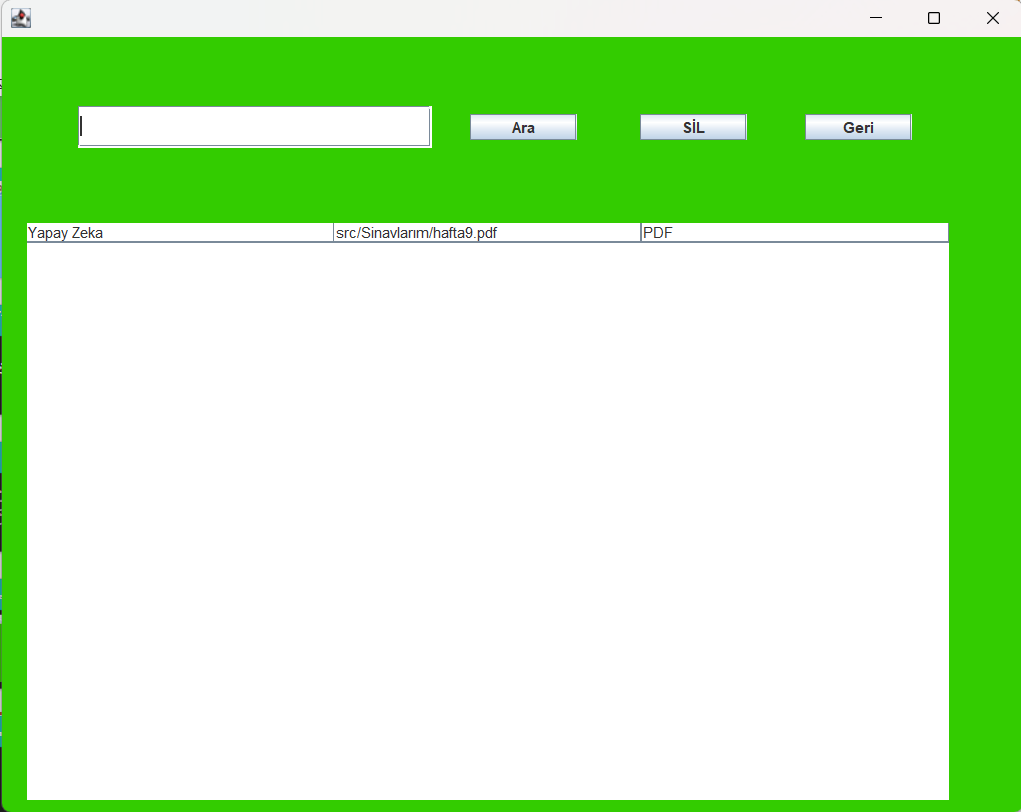 Ara SİL Geri
Yapay Zeka src/Sinavlarım/hafta9.pdf PDF